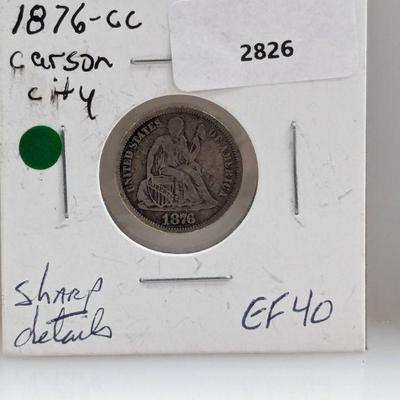 1876-CC
Carson
City
2826
UNITED STATES OF AMERICA
1876
SHARP
details
EF40